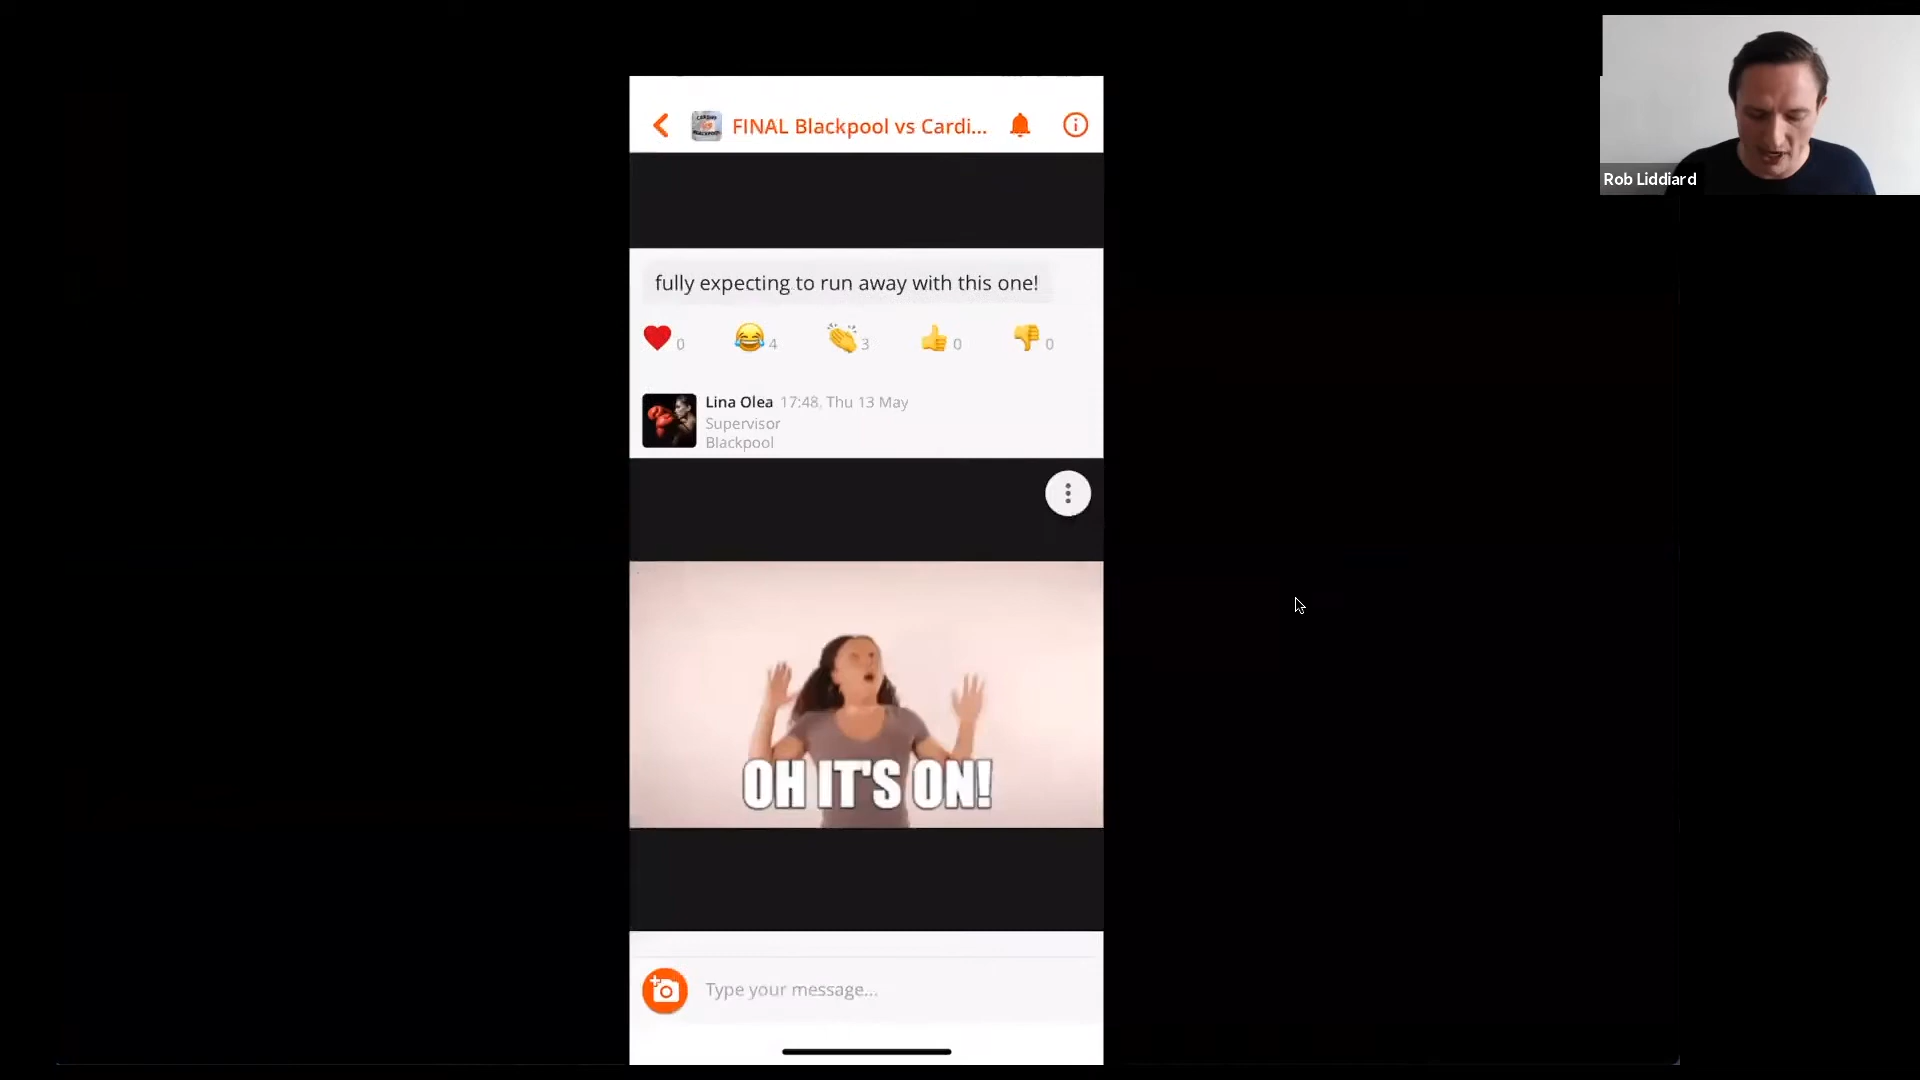 FINAL Blackpool vs Cardi...
Rob Liddiard
fully expecting to run away with this one!
0 4 3 0 0
Lina Olea 17:48, Thu 13 May
Supervisor
Blackpool
OH IT'S ON!
Type your message...